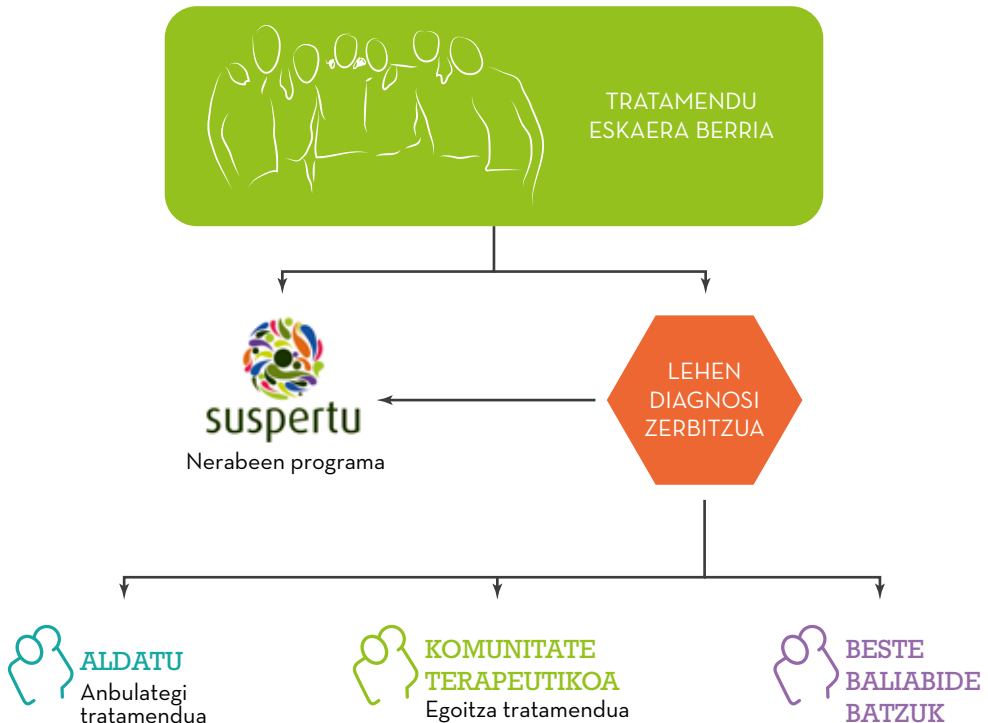 TRATAMENDU
ESKAERA BERRIA
suspertu
Nerabeen programa
LEHEN
DIAGNOSI
ZERBITZUA
ALDATU
Anbulategi
tratamendua
KOMUNITATE
TERAPEUTIKOA
Egoitza tratamendua
BESTE
BALIABIDE
BATZUK